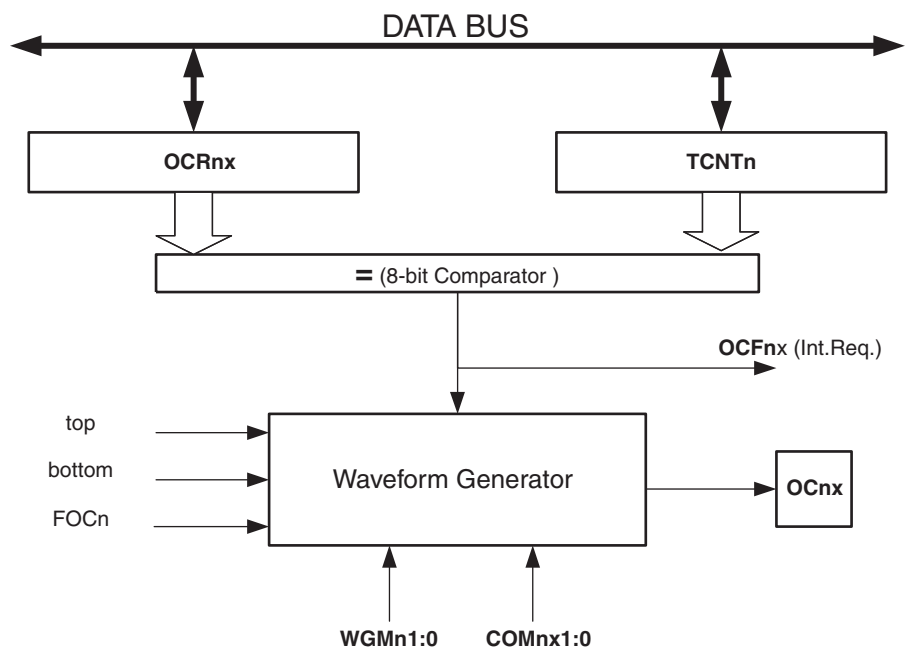 DATA BUS
OCRnx
TCNTn
= (8-bit Comparator )
OCFnx (Int.Req.)
top
bottom
FOCn
Waveform Generator
OCnx
WGMn1:0
COMnx1:0